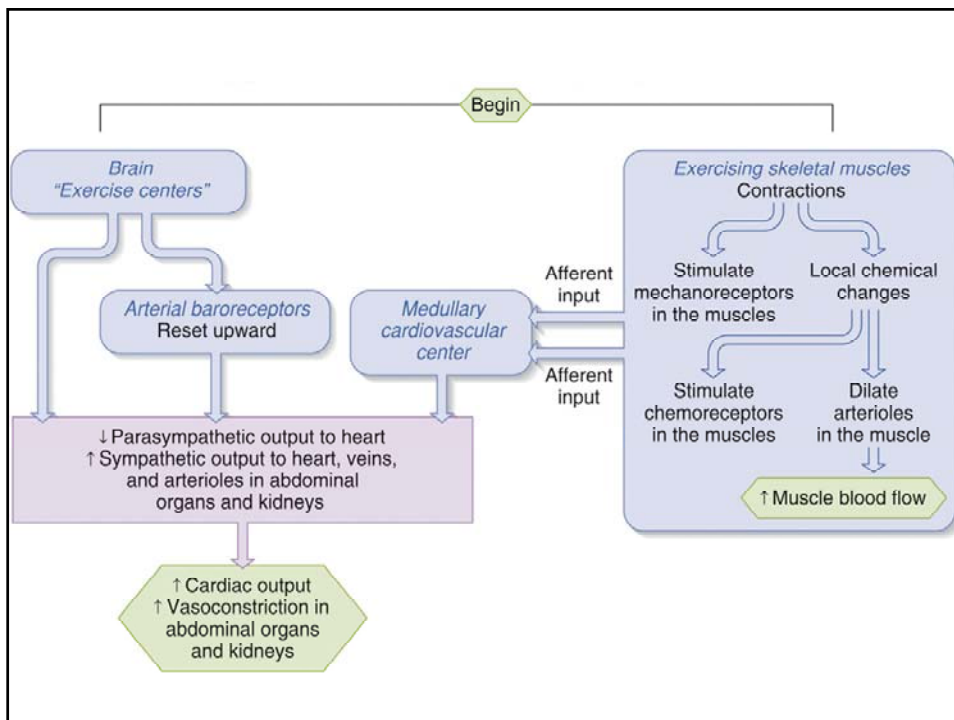 Begin
Brain
“Exercise centers”
Arterial baroreceptors
Reset upward
Medullary
cardiovascular
center
Afferent
input
Afferent
input
Exercising skeletal muscles
Contractions
Stimulate
mechanoreceptors
in the muscles
Local chemical
changes
Stimulate
chemoreceptors
in the muscles
Dilate
arterioles
in the muscle
↑ Muscle blood flow
↓ Parasympathetic output to heart
↑ Sympathetic output to heart, veins,
and arterioles in abdominal
organs and kidneys
↑ Cardiac output
↑ Vasoconstriction in
abdominal organs
and kidneys